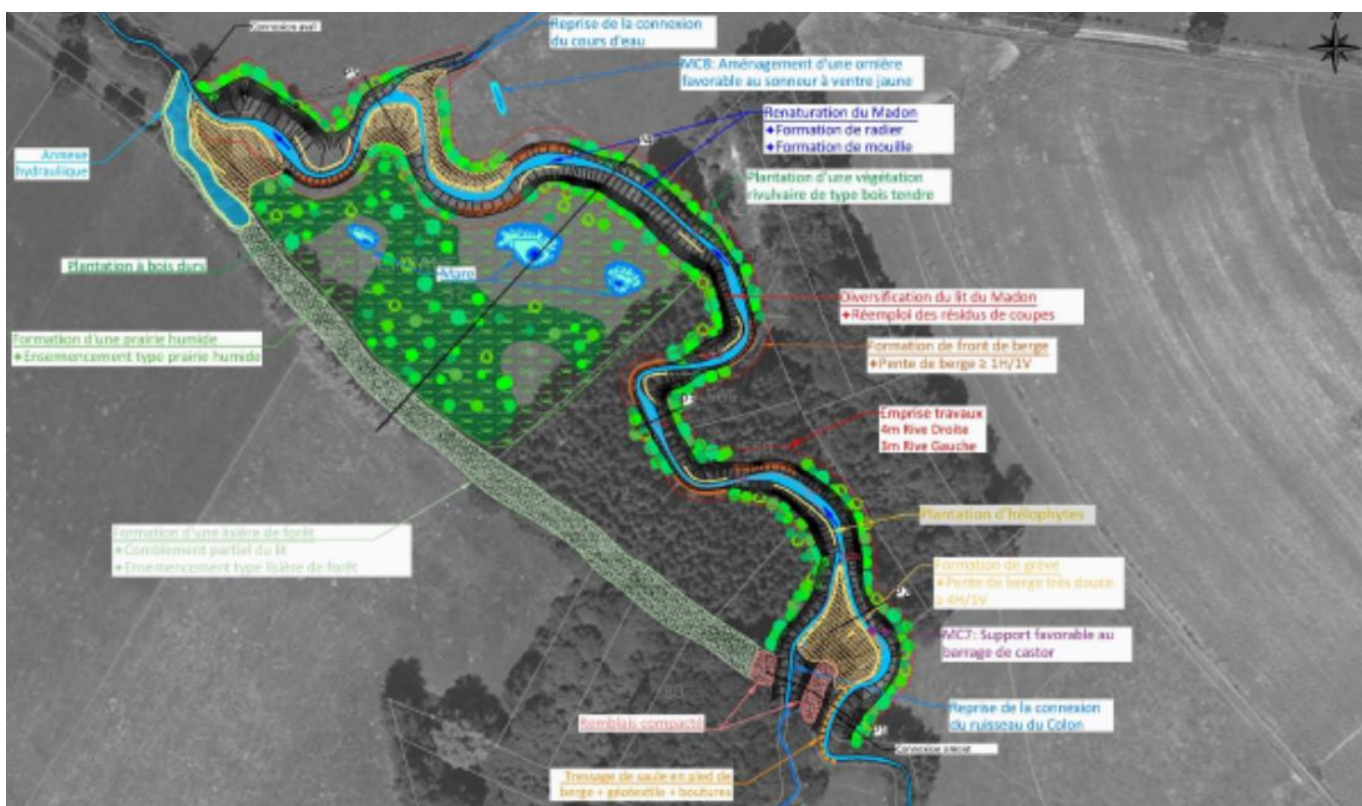 Connexion aval
Reprise de la connexion
du cours d'eau
MC8: Aménagement d'une ornière
favorable au sonneur à ventre jaune
Renaturation du Madon
✦Formation de radier
✦Formation de mouille
Annexe
hydraulique
Plantation d'une végétation
rivulvaire de type bois tendre
Plantation à bois durs
Mare
Diversification du lit du Madon
✦Réemploi des résidus de coupes
Formation d'une prairie humide
✦Ensemencement type prairie humide
Formation de front de berge
✦Pente de berge ≥ 1H/1V
Emprise travaux
4m Rive Droite
3m Rive Gauche
Plantation d'hélophytes
Formation d'une lisière de forêt
✦Comblement partiel du lit
✦Ensemencement type lisière de forêt
Formation de grève
✦Pente de berge très douce
≥ 4H/1V
MC7: Support favorable au
barrage de castor
Remblais compacté
Reprise de la connexion
du ruisseau du Colon
Connexion amont
Tressage de saule en pied de
berge + géotextile + boutures